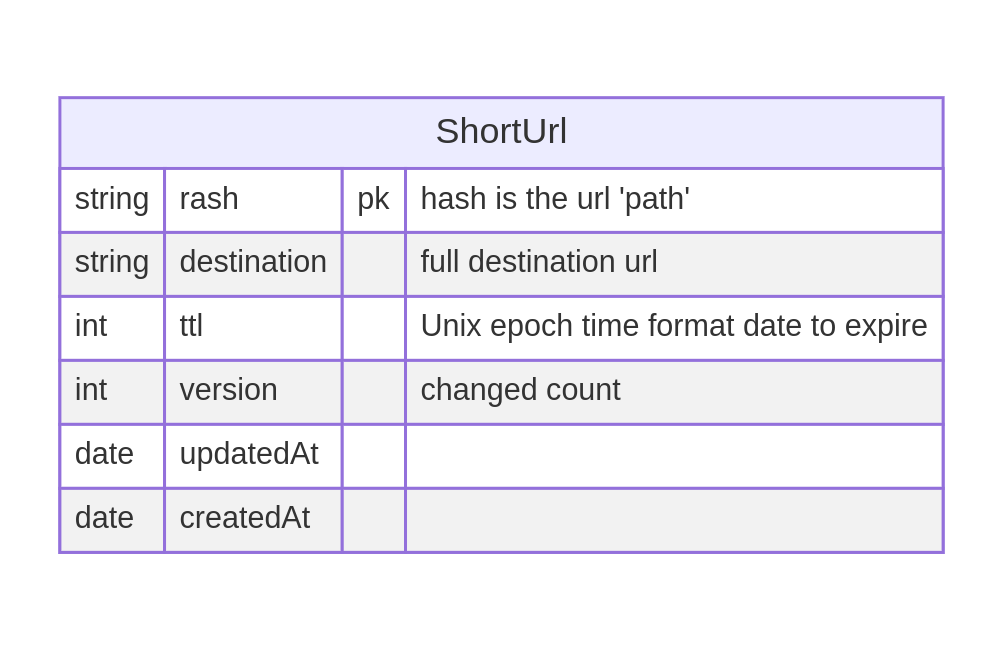 ShortUrl
string rash pk hash is the url 'path'
string destination full destination url
int ttl Unix epoch time format date to expire
int version changed count
date updatedAt
date createdAt